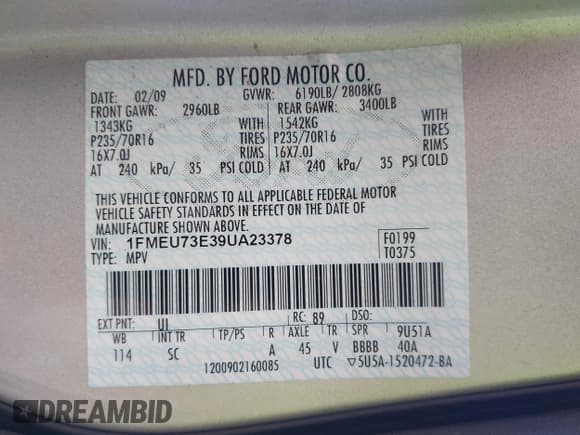 MFD. BY FORD MOTOR CO.
DATE: 02/09 GVWR: 6190LB/ 2808KG
FRONT GAWR: 2960LB REAR GAWR: 3400LB
1343KG 1542KG
P235/70R16 TIRES P235/70R16 TIRES
16X7.0J RIMS 16X7.0J RIMS
AT 240 kPa/ 35 PSI COLD AT 240 kPa/ 35 PSI COLD
THIS VEHICLE CONFORMS TO ALL APPLICABLE FEDERAL MOTOR
VEHICLE SAFETY STANDARDS IN EFFECT ON THE DATE OF
MANUFACTURE SHOWN ABOVE.
VIN: 1FMEU73E39UA23378 F0199
TYPE: MPV T0375
EXT PNT: UI RC: 89 DSO:
WB TP/PS R AXLE TR SPR 9U51A
114 SC A 45 V BBBB 40A
1200902160085 UTC ▽5U5A-1520472-BA
DREAMBID